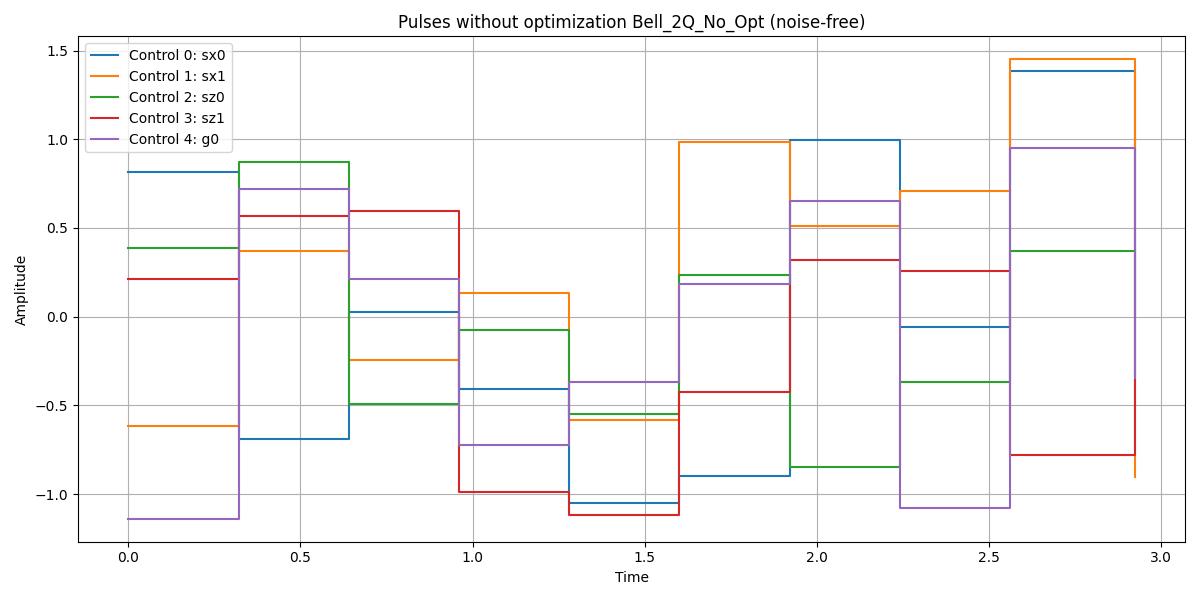 Pulses without optimization Bell_2Q_No_Opt (noise-free)
Control 0: sx0
Control 1: sx1
Control 2: sz0
Control 3: sz1
Control 4: g0
Amplitude
1.5
1.0
0.5
0.0
−0.5
−1.0
0.0 0.5 1.0 1.5 2.0 2.5 3.0
Time